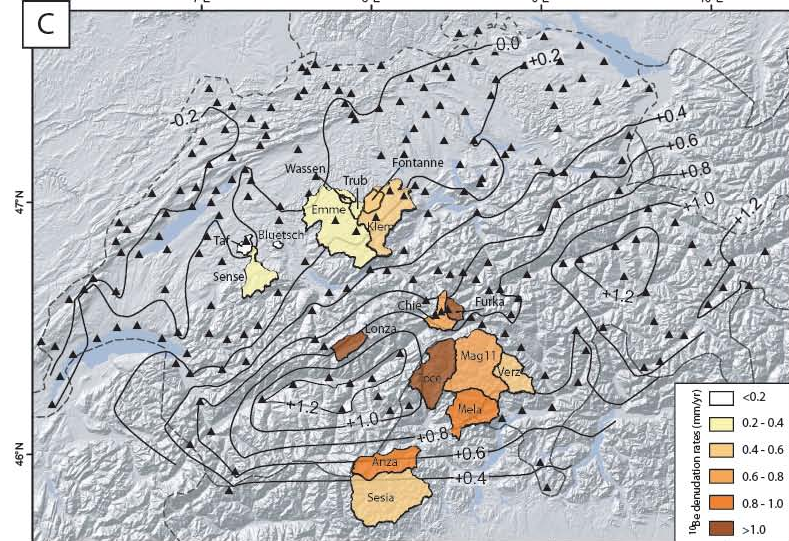 C
0.0
+0.2
-0.2
+0.4
+0.6
+0.8
+1.0
+1.2
Fontanne
Wassen
Trub
47°N
Emme
Klem
Taf
Bluetsch
Sense
+1.2
Chie
Furka
Lonza
Mag11
Verz
+1.2
Mela
+1.0
+0.8
46°N
Anza
+0.6
+0.4
Sesia
¹⁰Be denudation rates (mm/yr)
<0.2
0.2 - 0.4
0.4 - 0.6
0.6 - 0.8
0.8 - 1.0
>1.0